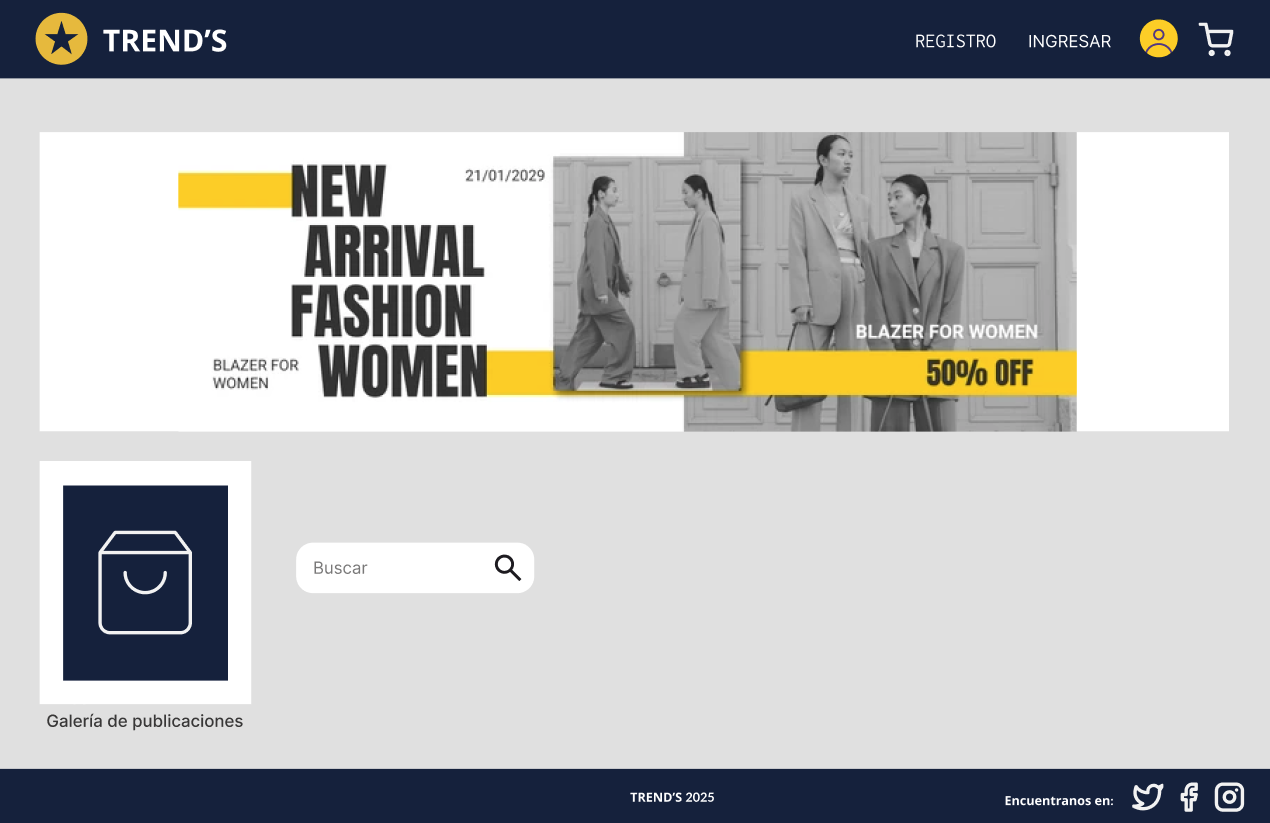 TREND'S
REGISTRO
INGRESAR
NEW
ARRIVAL
FASHION
WOMEN
21/01/2029
BLAZER FOR
WOMEN
BLAZER FOR WOMEN
50% OFF
Buscar
Galería de publicaciones
TREND'S 2025
Encuentranos en: